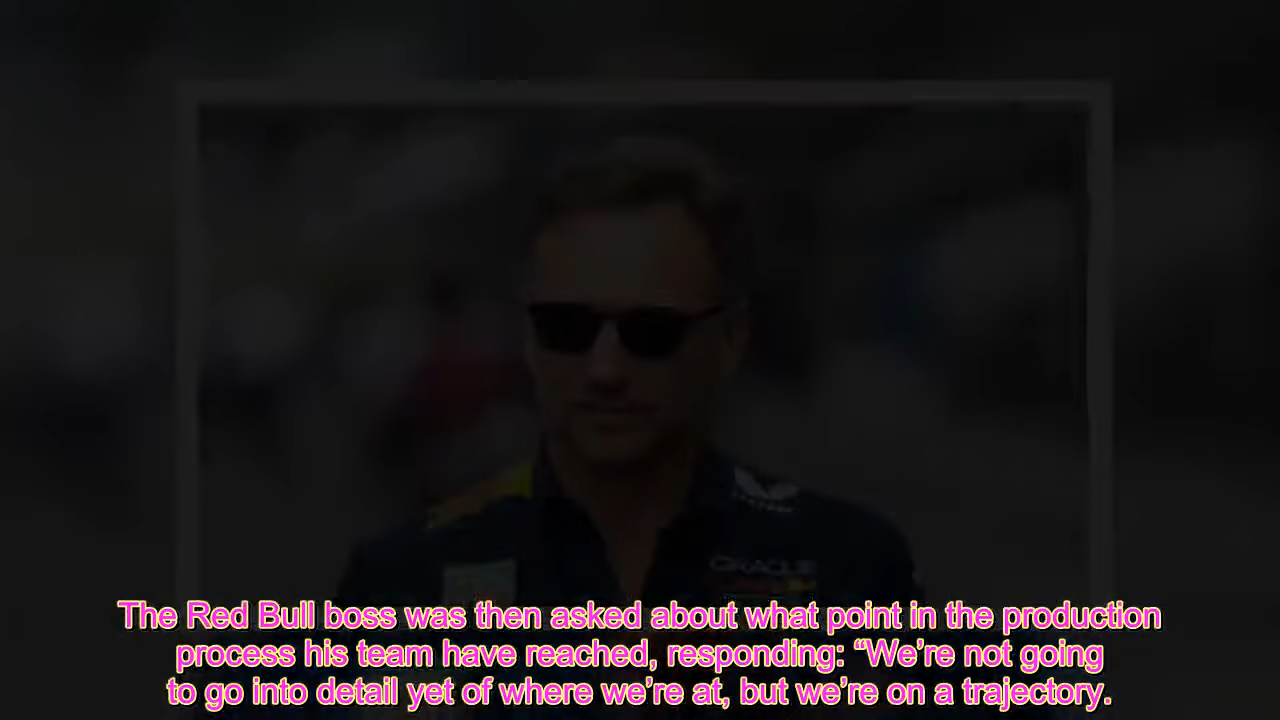 ORACLE
The Red Bull boss was then asked about what point in the production
process his team have reached, responding: “We’re not going
to go into detail yet of where we’re at, but we’re on a trajectory.